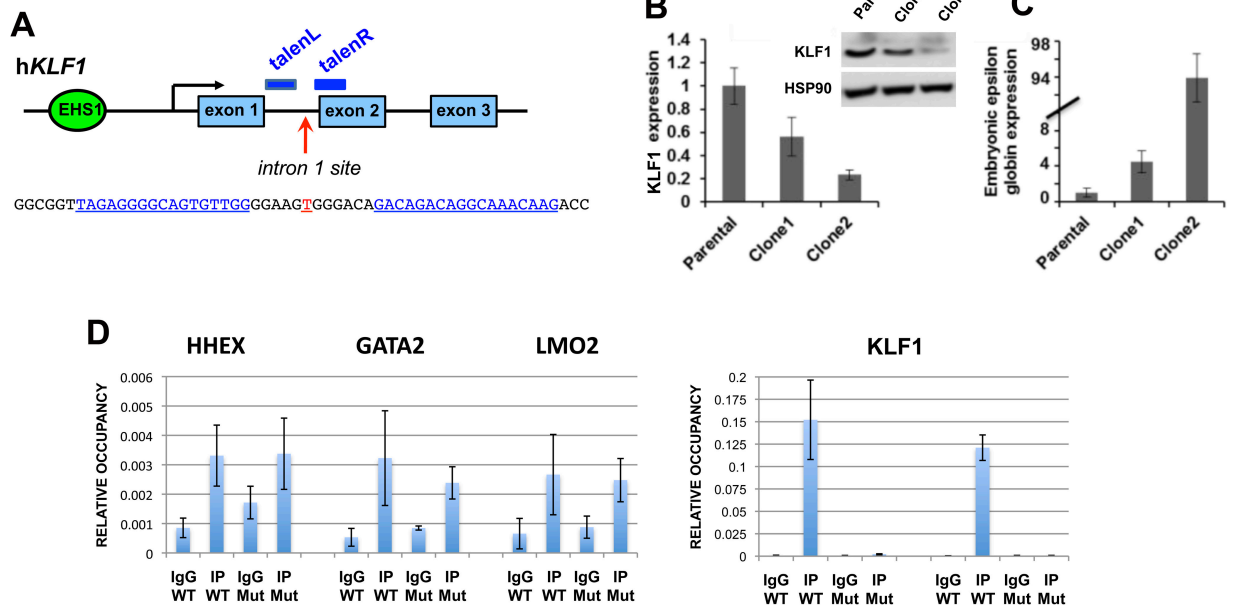 A
hKLF1
talenL
talenR
EHS1
exon 1
exon 2
exon 3
intron 1 site
GGCGGTTAGAGGGGCAGTGTTGGGGAAGTGGGACAGACAGACAGGCAAACAAGACC
B
KLF1
HSP90
KLF1 expression
1.4
1.2
1
0.8
0.6
0.4
0.2
0
Parental
Clone1
Clone2
C
Embryonic epsilon
globin expression
98
94
8
4
0
Parental
Clone1
Clone2
D
HHEX
GATA2
LMO2
RELATIVE OCCUPANCY
0.006
0.005
0.004
0.003
0.002
0.001
0
IgG IP IgG IP IgG IP IgG IP IgG IP IgG IP
WT WT Mut Mut WT WT Mut Mut WT WT Mut Mut
KLF1
RELATIVE OCCUPANCY
0.2
0.175
0.15
0.125
0.1
0.075
0.05
0.025
0
IgG IP IgG IP IgG IP IgG IP
WT WT Mut Mut WT WT Mut Mut